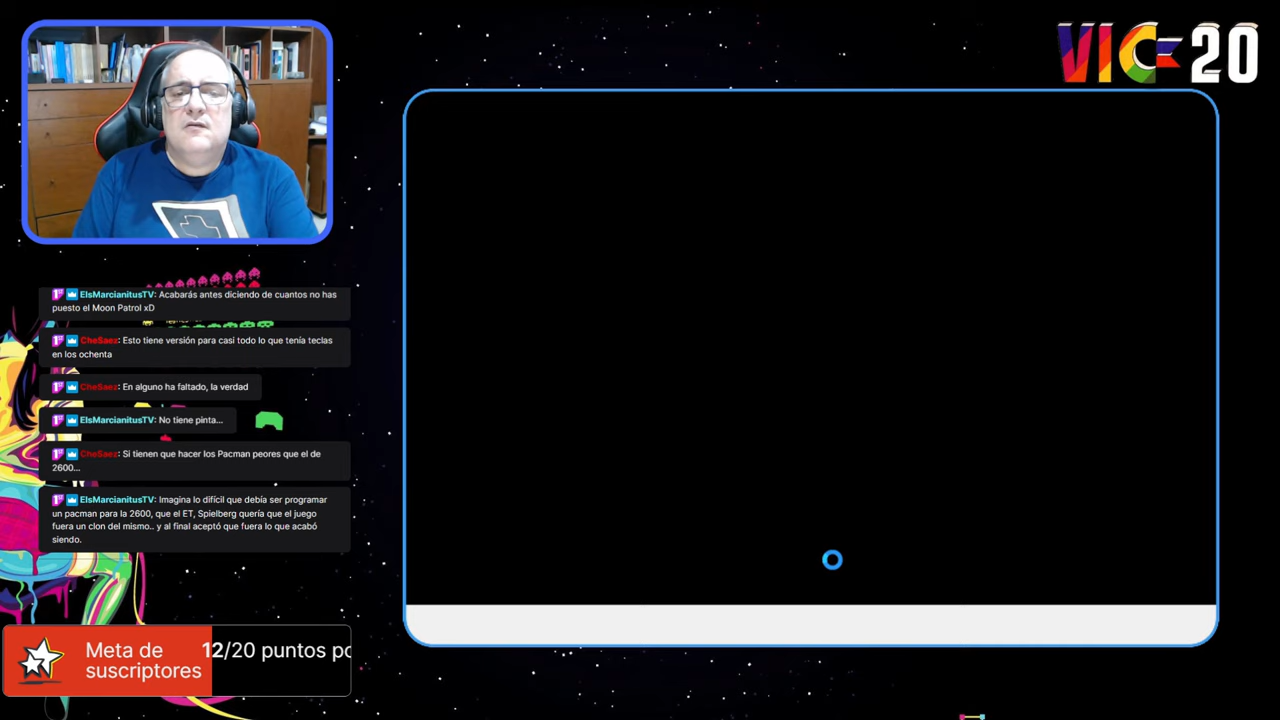 VIC-20
ElsMarcianitusTV: Acabarás antes diciendo de cuantos no has
puesto el Moon Patrol xD
CheSaez: Esto tiene versión para casi todo lo que tenía teclas
en los ochenta
CheSaez: En alguno ha faltado, la verdad
ElsMarcianitusTV: No tiene pinta...
CheSaez: Si tienen que hacer los Pacman peores que el de
2600...
ElsMarcianitusTV: Imagina lo difícil que debía ser programar
un pacman para la 2600, que el ET, Spielberg quería que el juego
fuera un clon del mismo.. y al final aceptó que fuera lo que acabó
siendo.
Meta de
suscriptores
12/20 puntos po